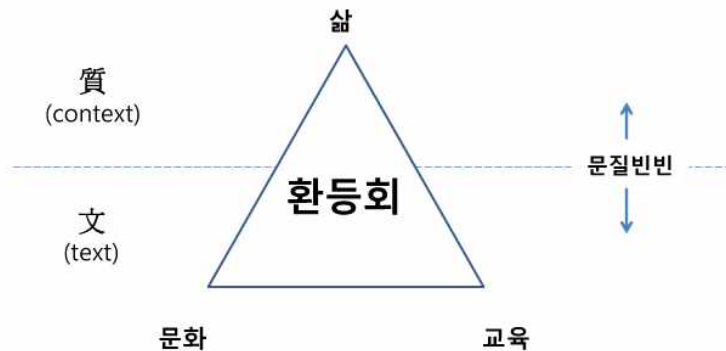 삶
質
(context)
문질빈빈
환등회
文
(text)
문화
교육